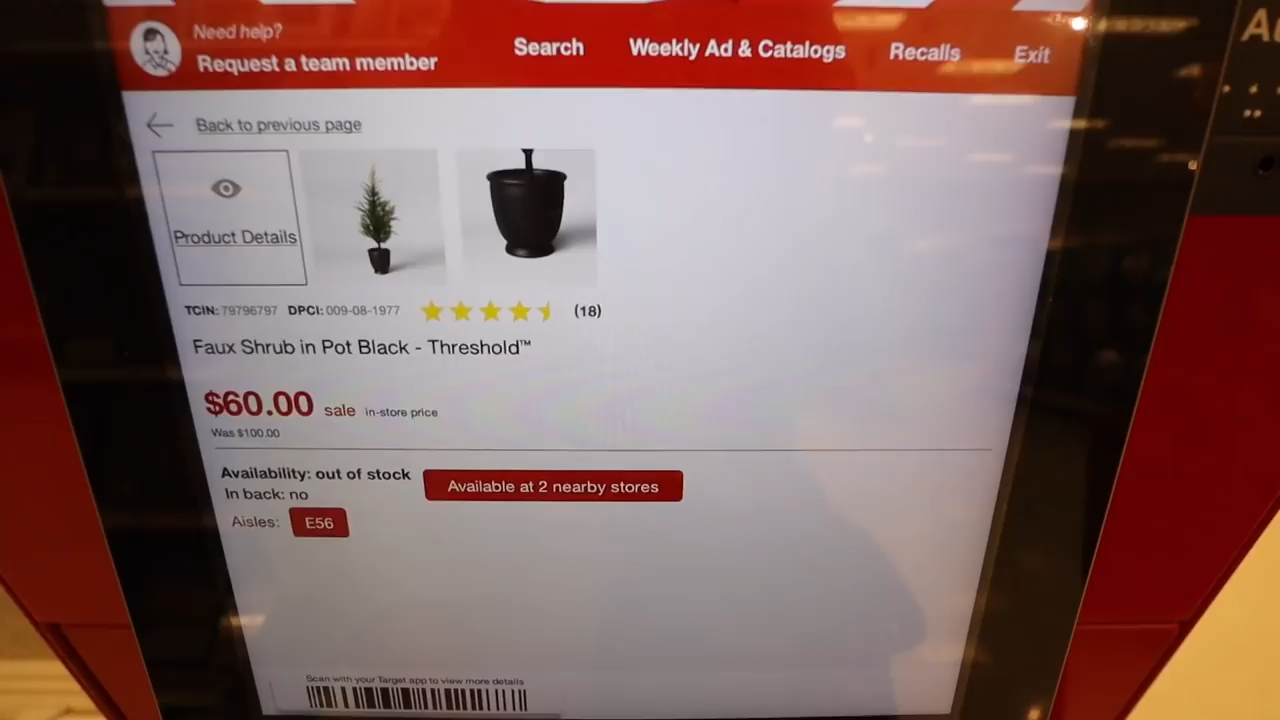 Need help?
Request a team member
Search
Weekly Ad & Catalogs
Recalls
Exit
Back to previous page
Product Details
TCIN: 79796797 DPCI: 009-08-1977 (18)
Faux Shrub in Pot Black - Threshold™
$60.00 sale in-store price
Was $100.00
Availability: out of stock
In back: no
Available at 2 nearby stores
Aisles: E56
Scan with your Target app to view more details